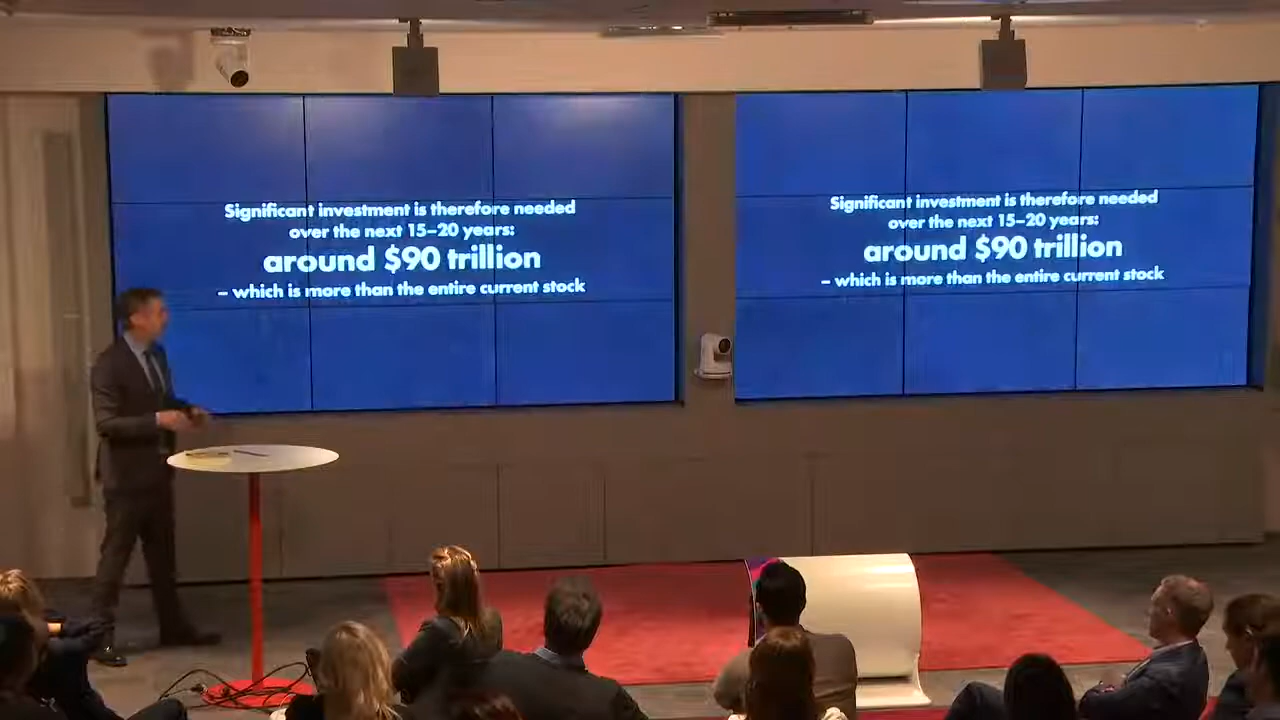 Significant investment is therefore needed
over the next 15–20 years:
around $90 trillion
– which is more than the entire current stock
Significant investment is therefore needed
over the next 15–20 years:
around $90 trillion
– which is more than the entire current stock